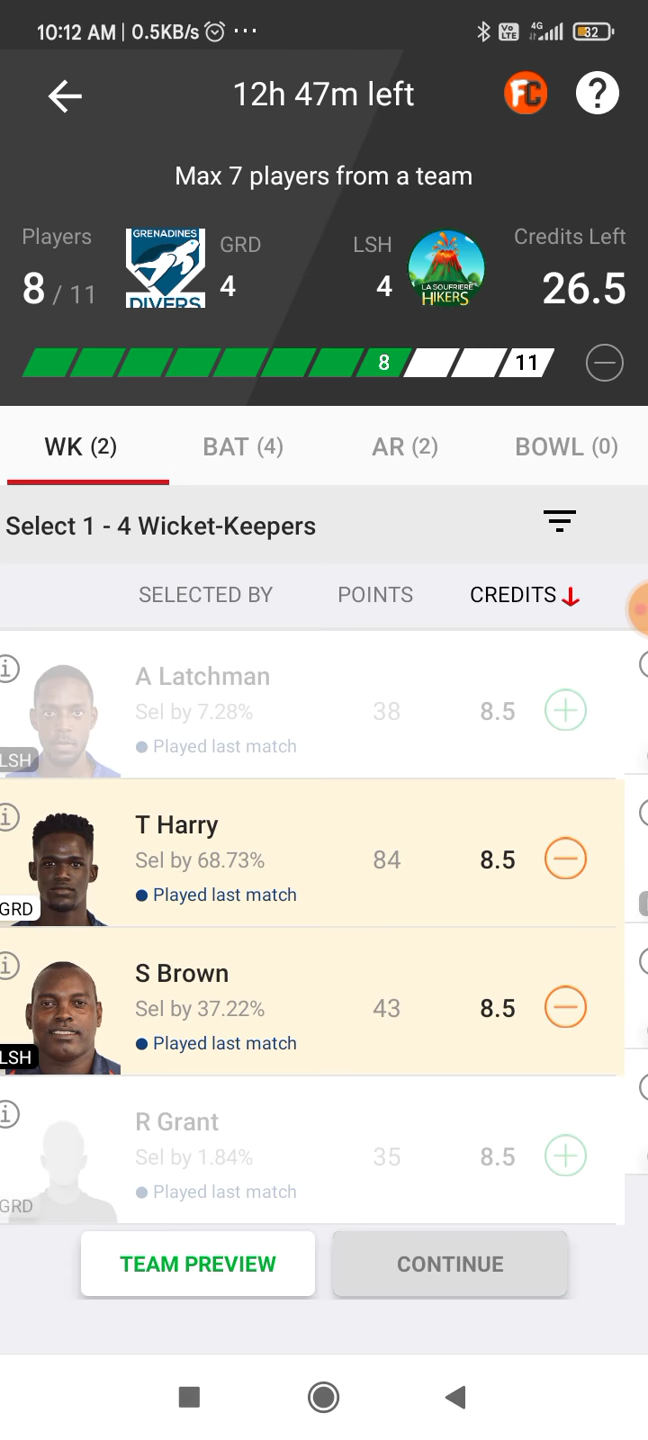 10:12 AM | 0.5KB/s ...
Vo LTE 4G 32
12h 47m left
FC ?
Max 7 players from a team
Players GRENADINES DIVERS GRD LSH LA SOUFRIERE HIKERS Credits Left
8 / 11 4 4 26.5
8 11
WK (2) BAT (4) AR (2) BOWL (0)
Select 1 - 4 Wicket-Keepers
SELECTED BY POINTS CREDITS
A Latchman
Sel by 7.28% 38 8.5
LSH Played last match
T Harry
Sel by 68.73% 84 8.5
GRD Played last match
S Brown
Sel by 37.22% 43 8.5
LSH Played last match
R Grant
Sel by 1.84% 35 8.5
GRD Played last match
TEAM PREVIEW CONTINUE